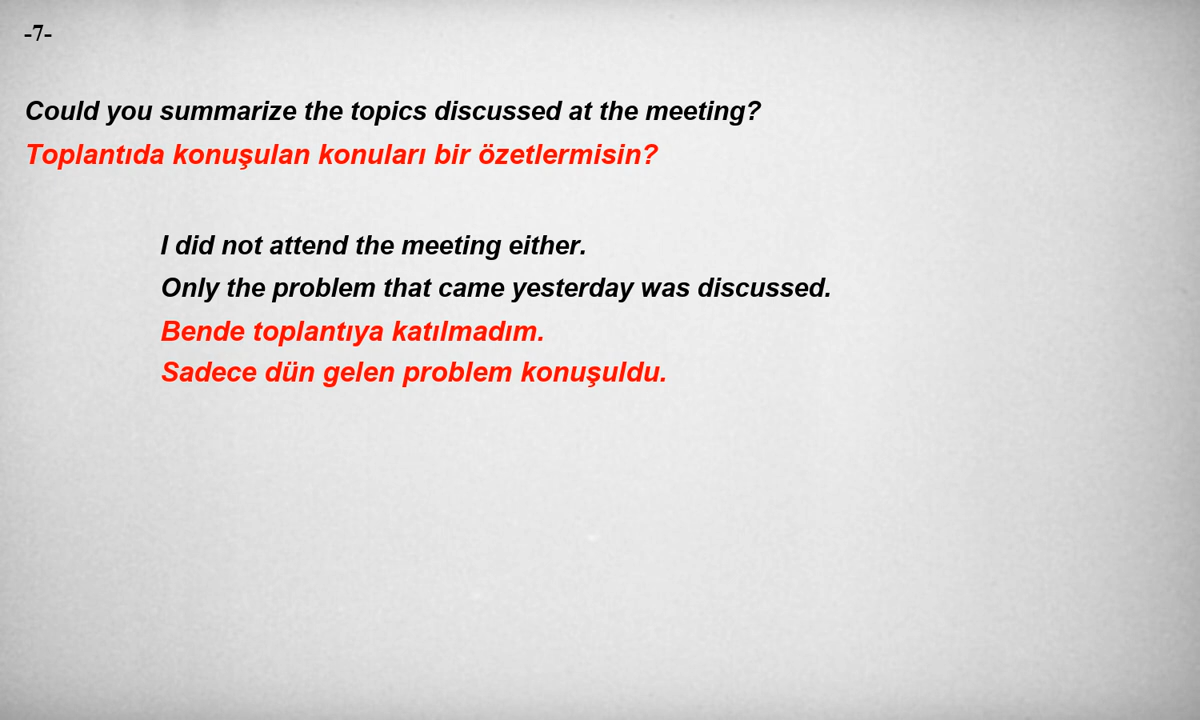 -7-
Could you summarize the topics discussed at the meeting?
Toplantıda konuşulan konuları bir özetlermisin?
I did not attend the meeting either.
Only the problem that came yesterday was discussed.
Bende toplantıya katılmadım.
Sadece dün gelen problem konuşuldu.